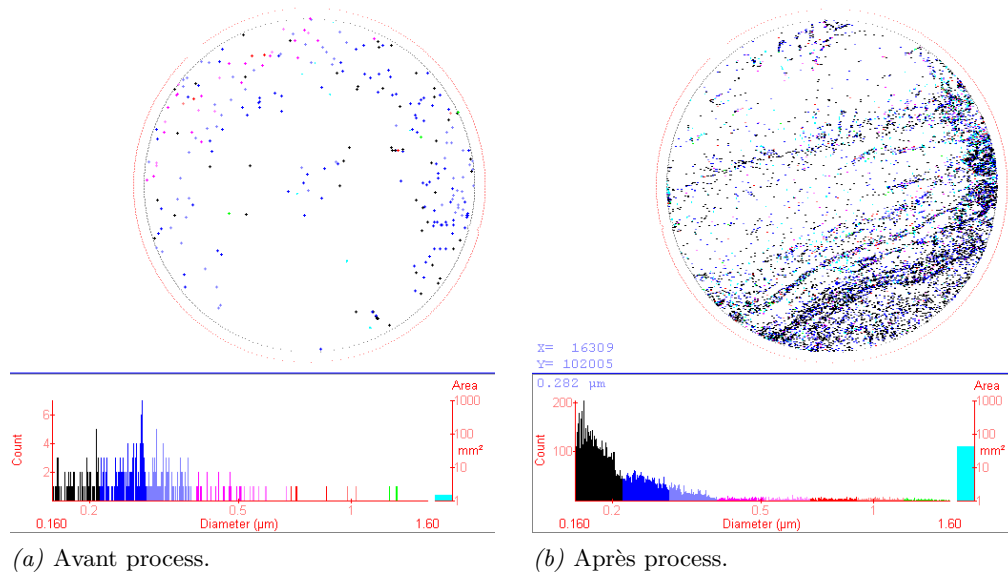 X= 16309
Y= 102005
0.282 µm
Area
1000
100
mm²
10
1
Count
6
4
2
0.2
0.5
1
0.160
Diameter (µm)
1.60
Area
1000
100
mm²
10
1
Count
200
100
0.2
0.5
1
0.160
Diameter (µm)
1.60
(a) Avant process.
(b) Après process.